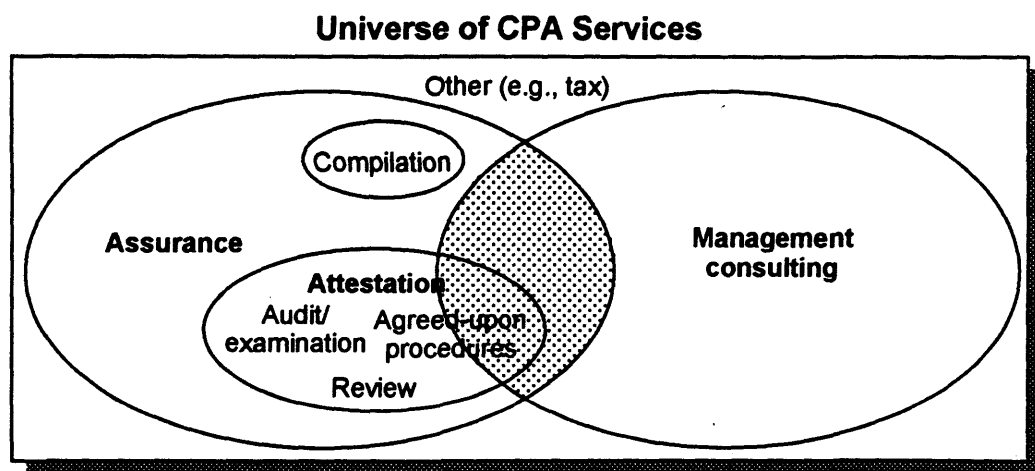 Universe of CPA Services
Other (e.g., tax)
Compilation
Assurance
Management
consulting
Attestation
Audit/
examination
Agreed-upon
procedures
Review